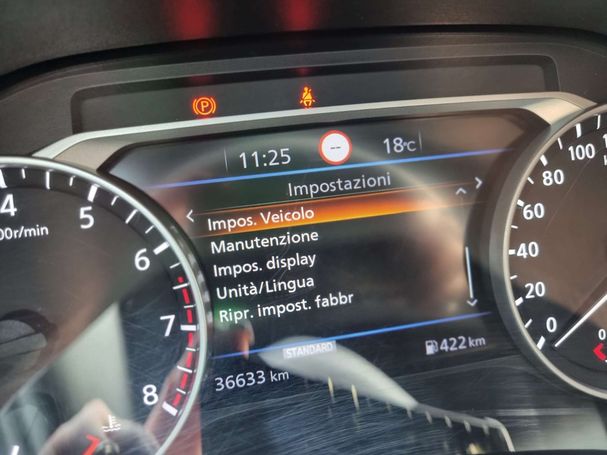 P
11:25 -- 18°C
Impostazioni
Impos. Veicolo
Manutenzione
Impos. display
Unità/Lingua
Ripr. impost. fabbr
STANDARD
36633 km 422 km
4 5 6 7 8
00r/min
0 20 40 60 80 100